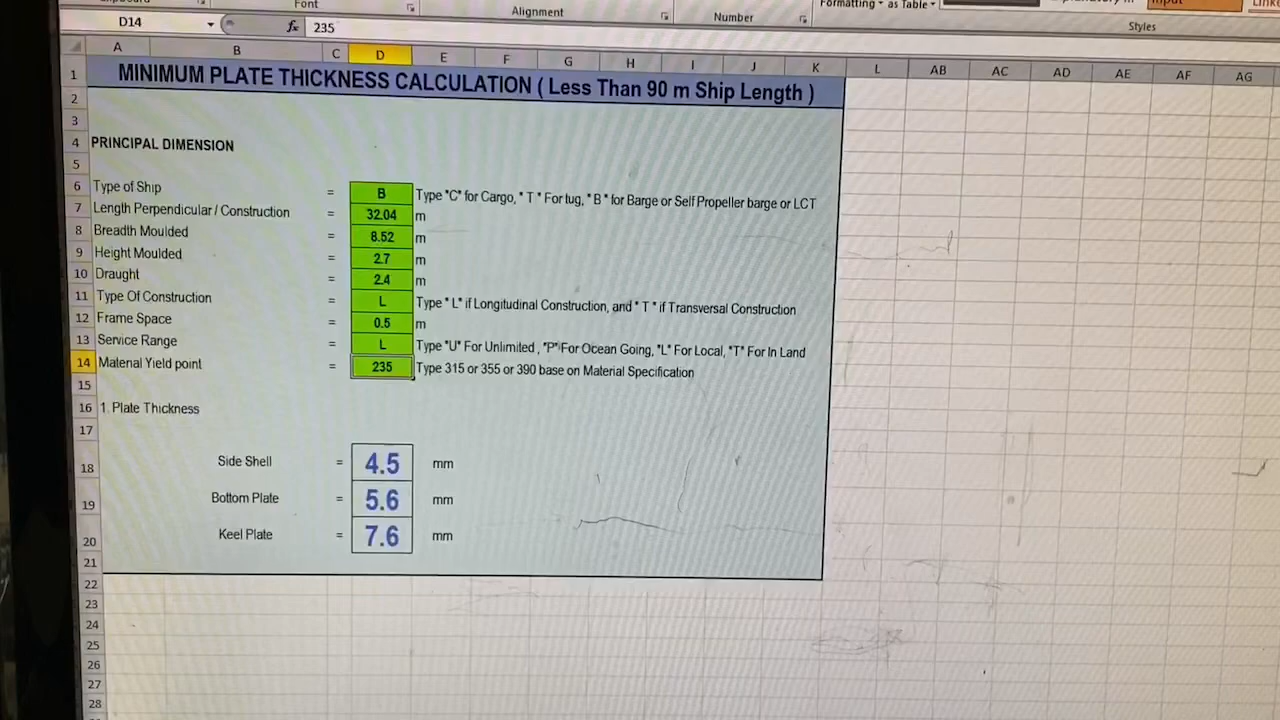 Font
Alignment
Number
Formatting as Table
Styles
D14 fx 235
A B C D E F G H I J K L AB AC AD AE AF AG
1 MINIMUM PLATE THICKNESS CALCULATION ( Less Than 90 m Ship Length )
2
3
4 PRINCIPAL DIMENSION
5
6 Type of Ship = B Type "C" for Cargo, " T " For tug, " B " for Barge or Self Propeller barge or LCT
7 Length Perpendicular / Construction = 32.04 m
8 Breadth Moulded = 8.52 m
9 Height Moulded = 2.7 m
10 Draught = 2.4 m
11 Type Of Construction = L Type " L" if Longitudinal Construction, and " T " if Transversal Construction
12 Frame Space = 0.5 m
13 Service Range = L Type "U" For Unlimited , "P" For Ocean Going, "L" For Local, "T" For In Land
14 Material Yield point = 235 Type 315 or 355 or 390 base on Material Specification
15
16 1. Plate Thickness
17
18 Side Shell = 4.5 mm
19 Bottom Plate = 5.6 mm
20 Keel Plate = 7.6 mm
21
22
23
24
25
26
27
28